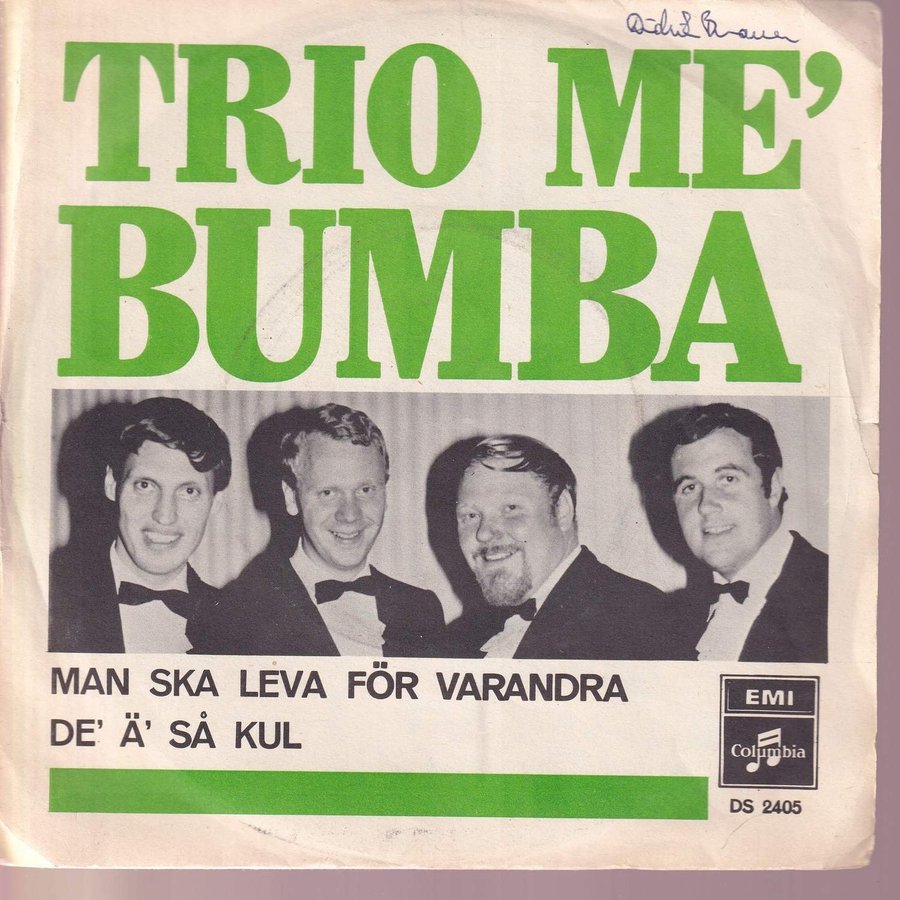 TRIO ME'
BUMBA
MAN SKA LEVA FÖR VARANDRA
DE' Ä' SÅ KUL
EMI
Columbia
DS 2405